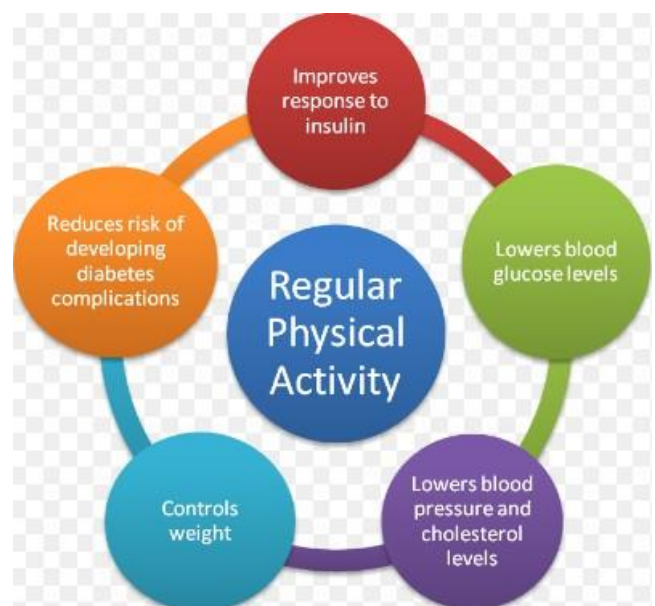 Improves
response to
insulin
Lowers blood
glucose levels
Lowers blood
pressure and
cholesterol
levels
Controls
weight
Reduces risk of
developing
diabetes
complications
Regular
Physical
Activity